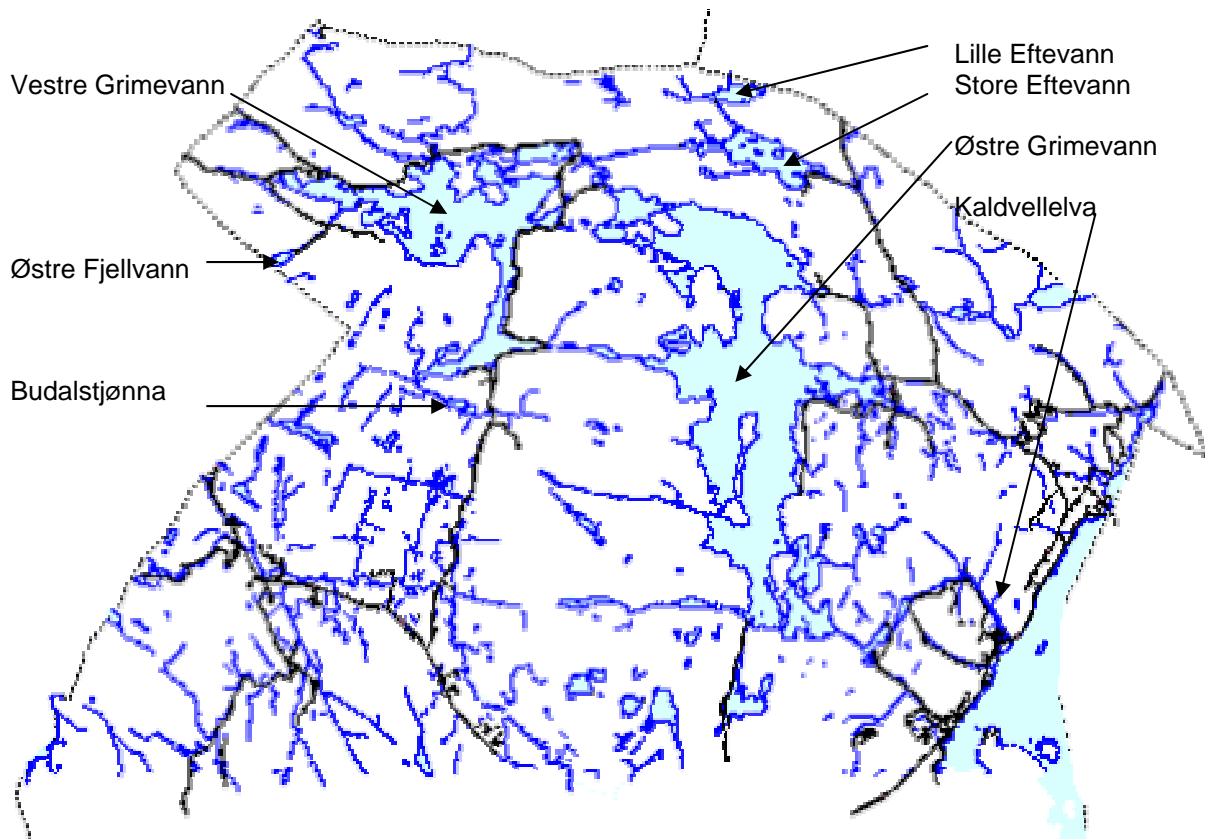 Vestre Grimevann
Østre Fjellvann
Budalstjønna
Lille Eftevann
Store Eftevann
Østre Grimevann
Kaldvellelva